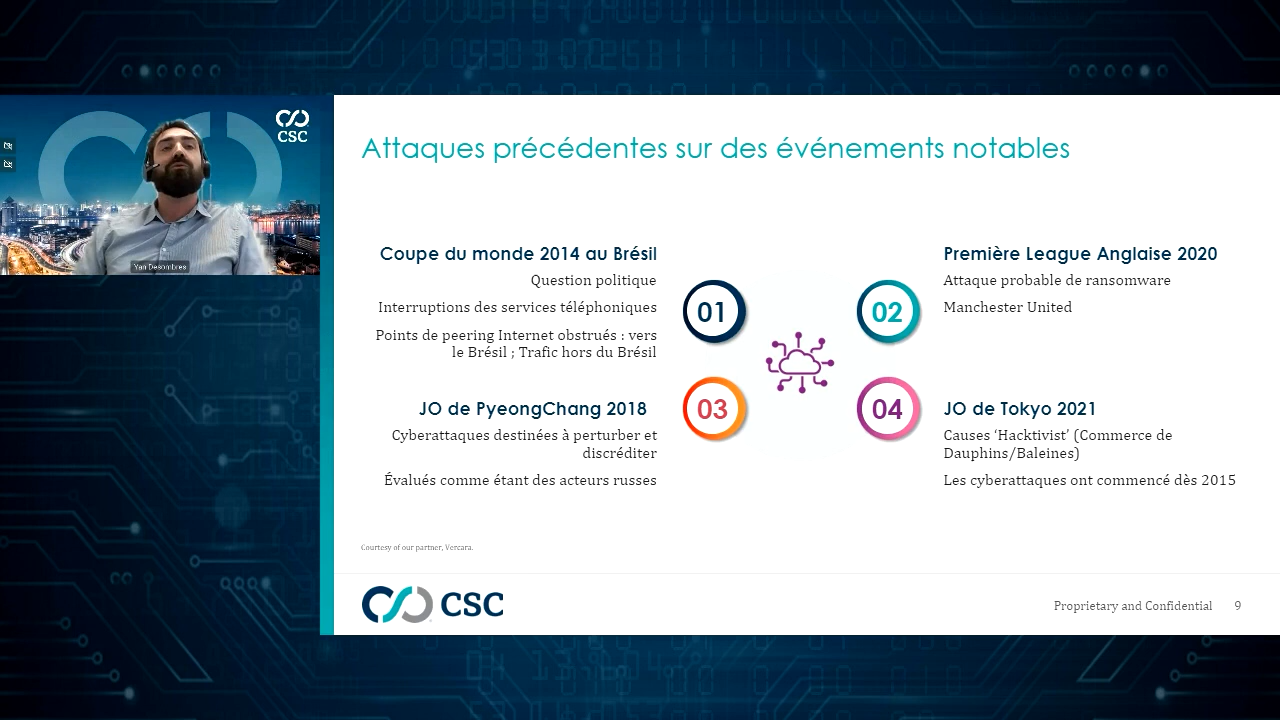 CSC
Yan Desombres
Attaques précédentes sur des événements notables
Coupe du monde 2014 au Brésil
Question politique
Interruptions des services téléphoniques
Points de peering Internet obstrués : vers
le Brésil ; Trafic hors du Brésil
01
02
Première League Anglaise 2020
Attaque probable de ransomware
Manchester United
JO de PyeongChang 2018
Cyberattaques destinées à perturber et
discréditer
Évalués comme étant des acteurs russes
03
04
JO de Tokyo 2021
Causes ‘Hacktivist’ (Commerce de
Dauphins/Baleines)
Les cyberattaques ont commencé dès 2015
Courtesy of our partner, Vercara.
CSC
Proprietary and Confidential 9